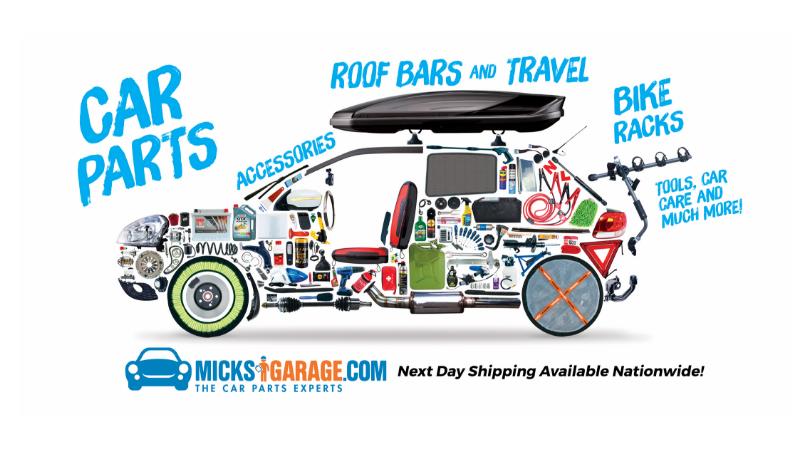 CAR
PARTS
ACCESSORIES
ROOF BARS AND TRAVEL
BIKE
RACKS
TOOLS, CAR
CARE AND
MUCH MORE!
MICKSGARAGE.COM
THE CAR PARTS EXPERTS
Next Day Shipping Available Nationwide!